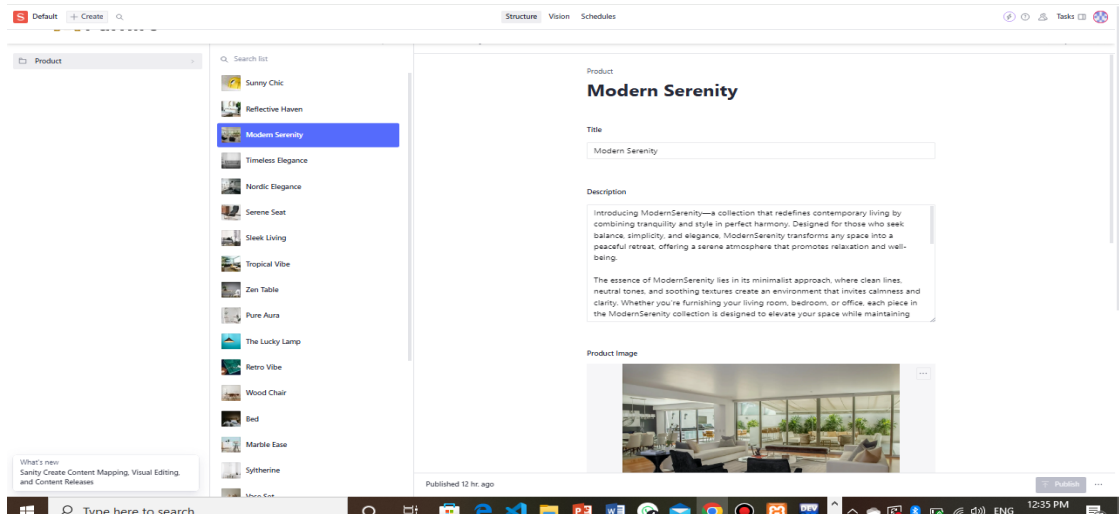 S Default + Create Structure Vision Schedules Tasks
Product
Search list
Sunny Chic
Reflective Haven
Modern Serenity
Timeless Elegance
Nordic Elegance
Serene Seat
Sleek Living
Tropical Vibe
Zen Table
Pure Aura
The Lucky Lamp
Retro Vibe
Wood Chair
Bed
Marble Ease
Syltherine
Vase Set
What's new
Sanity Create Content Mapping, Visual Editing,
and Content Releases
Product
Modern Serenity
Title
Modern Serenity
Description
Introducing ModernSerenity—a collection that redefines contemporary living by
combining tranquility and style in perfect harmony. Designed for those who seek
balance, simplicity, and elegance, ModernSerenity transforms any space into a
peaceful retreat, offering a serene atmosphere that promotes relaxation and well-
being.
The essence of ModernSerenity lies in its minimalist approach, where clean lines,
neutral tones, and soothing textures create an environment that invites calmness and
clarity. Whether you're furnishing your living room, bedroom, or office, each piece in
the ModernSerenity collection is designed to elevate your space while maintaining
Product Image
Published 12 hr. ago
Publish
Type here to search
DEV
ENG
12:35 PM